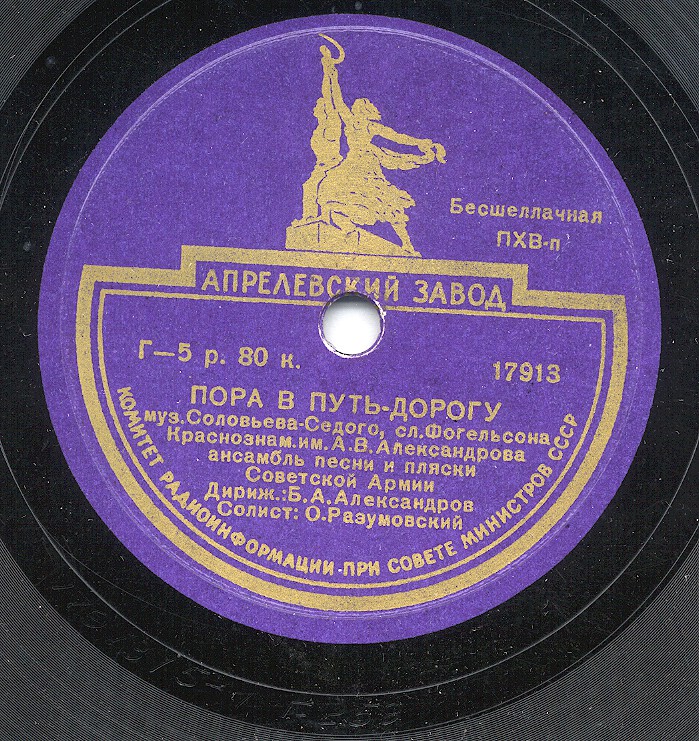 Бесшеллачная
ПХВ-п
АПРЕЛЕВСКИЙ ЗАВОД
Г—5 р. 80 к.
17913
ПОРА В ПУТЬ-ДОРОГУ
муз.Соловьева-Седого, сл.Фогельсона
Краснознам.им.А.В.Александрова
ансамбль песни и пляски
Советской Армии
Дириж.:Б.А.Александров
Солист: О.Разумовский
КОМИТЕТ РАДИОИНФОРМАЦИИ-ПРИ СОВЕТЕ МИНИСТРОВ СССР